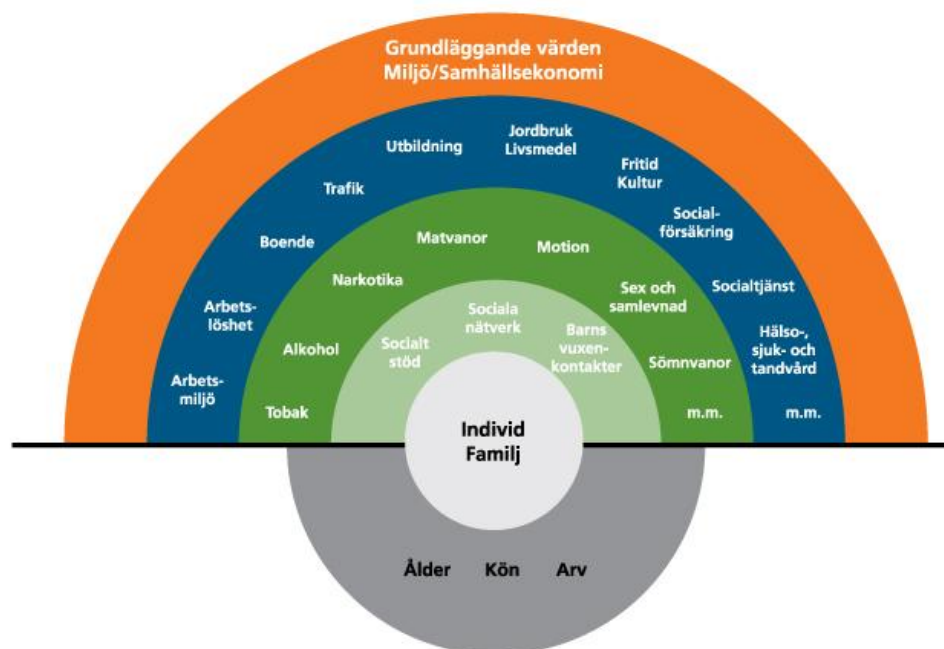 Grundläggande värden
Miljö/Samhällsekonomi
Arbets-
miljö
Arbets-
löshet
Boende
Trafik
Utbildning
Jordbruk
Livsmedel
Fritid
Kultur
Social-
försäkring
Socialtjänst
Hälso-,
sjuk- och
tandvård
m.m.
Tobak
Alkohol
Narkotika
Matvanor
Motion
Sex och
samlevnad
Sömnvanor
m.m.
Socialt
stöd
Sociala
nätverk
Barns
vuxen-
kontakter
Individ
Familj
Ålder Kön Arv